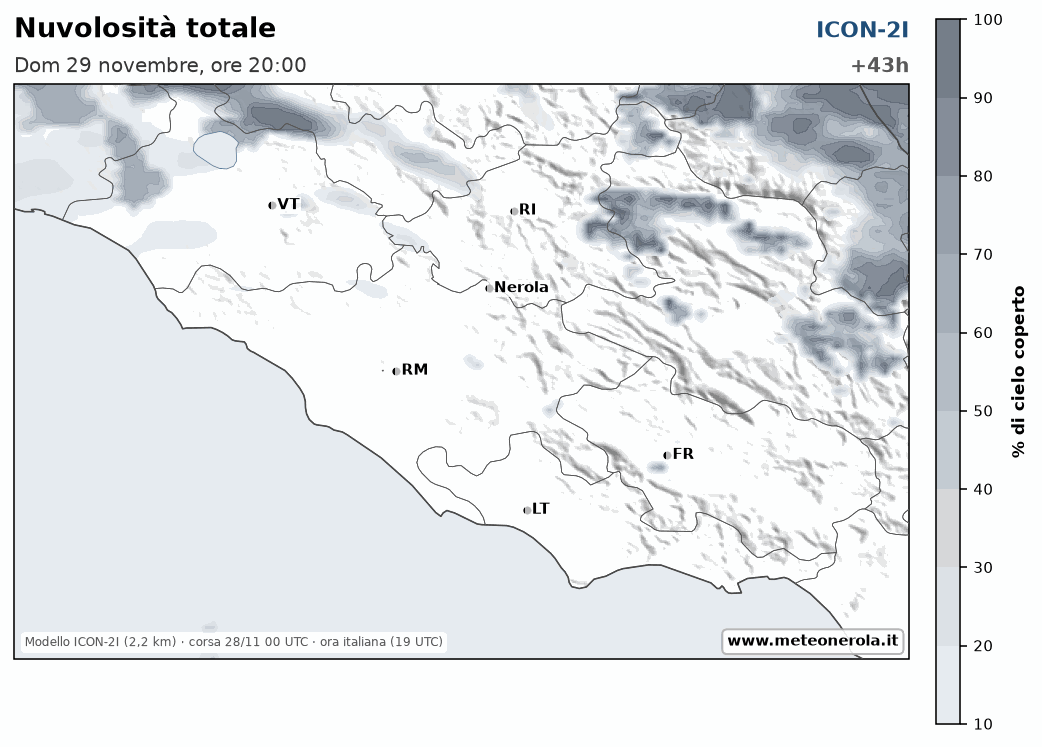 Nuvolosità totale
ICON-2I
Dom 29 novembre, ore 20:00
+43h
100
90
80
70
60
50
40
30
20
10
% di cielo coperto
VT
RI
Nerola
RM
FR
LT
Modello ICON-2I (2,2 km) · corsa 28/11 00 UTC · ora italiana (19 UTC)
www.meteonerola.it